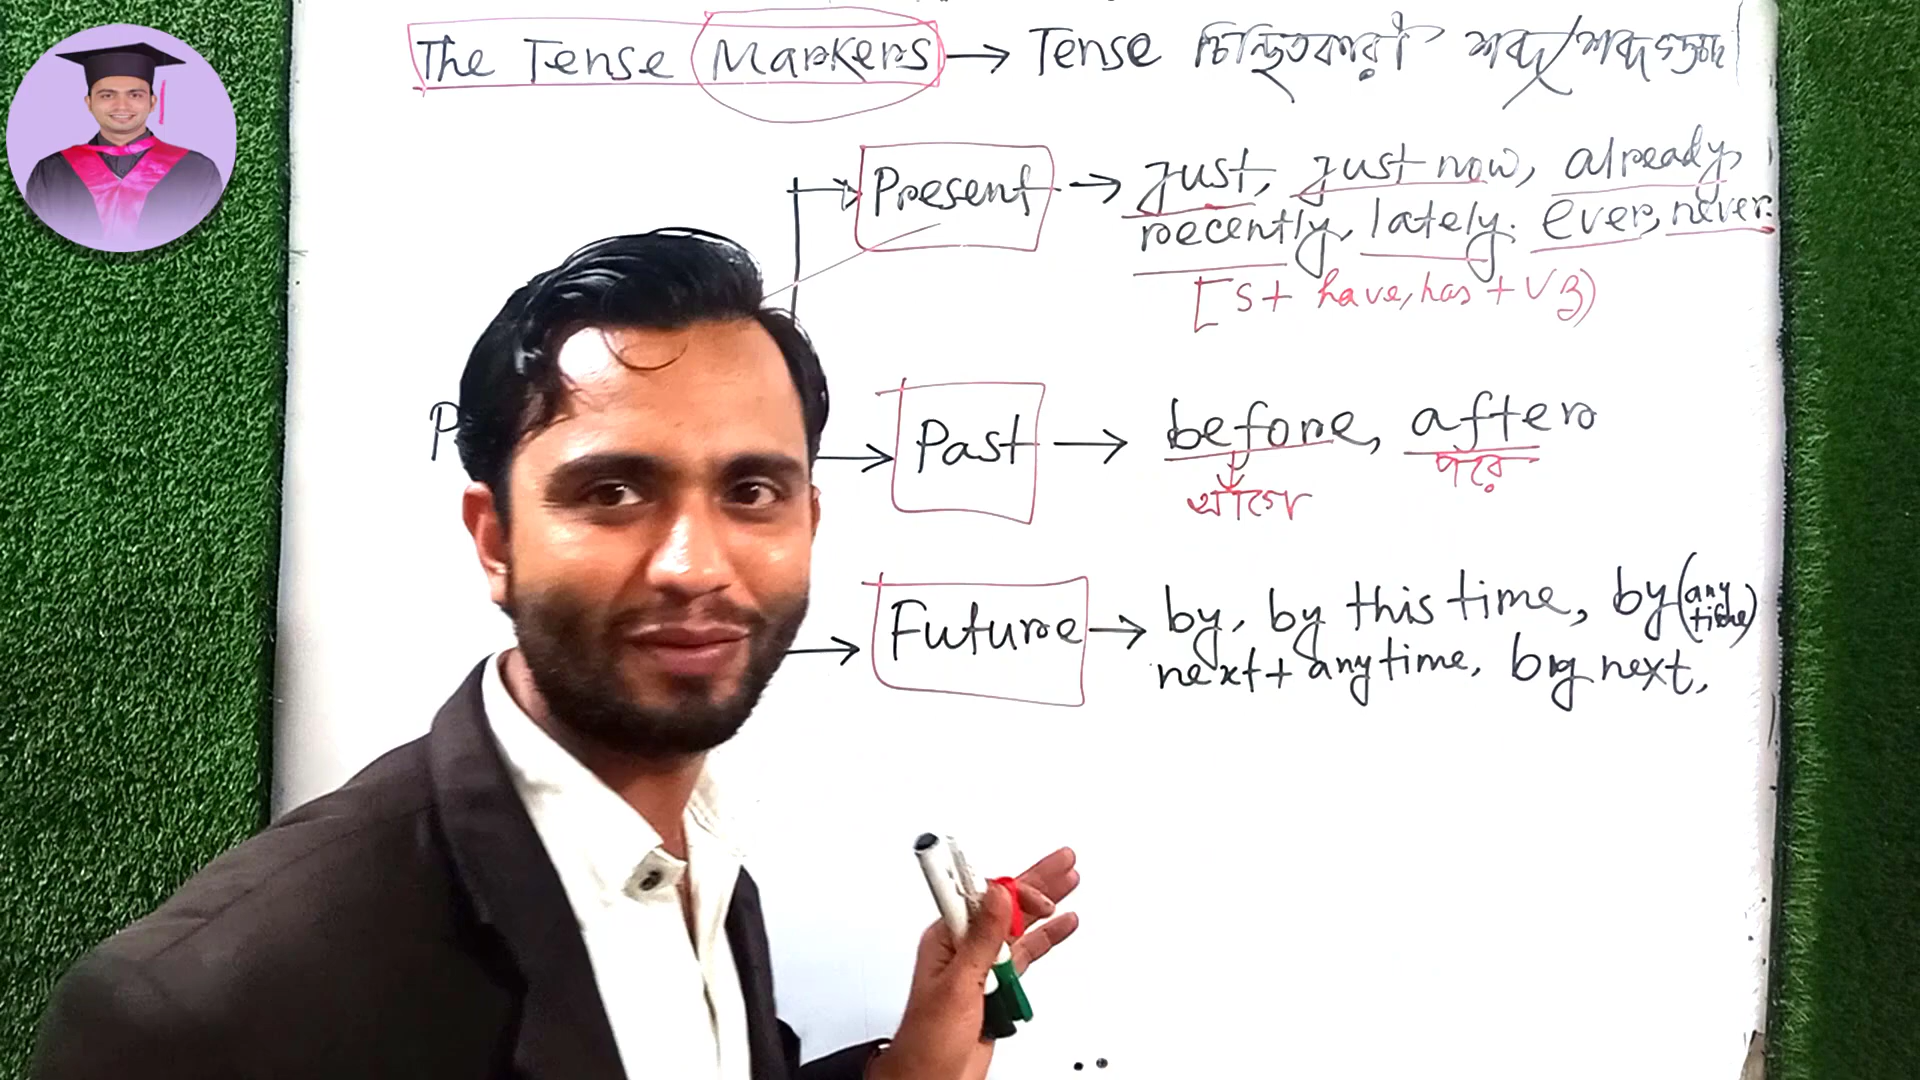 The Tense Markers → Tense চিহ্নিতকারী শব্দ/শব্দগুচ্ছ
Present → just, just now, already,
recently, lately, ever, never.
[S + have, has + V3)
P
Past → before, after
আগে পরে
Future → by, by this time, by (any time)
next + any time, by next,